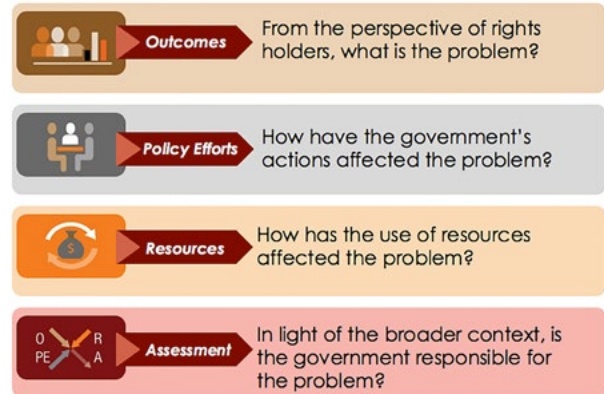 Outcomes
From the perspective of rights
holders, what is the problem?
Policy Efforts
How have the government's
actions affected the problem?
$
Resources
How has the use of resources
affected the problem?
O R
PE A
Assessment
In light of the broader context, is
the government responsible for
the problem?